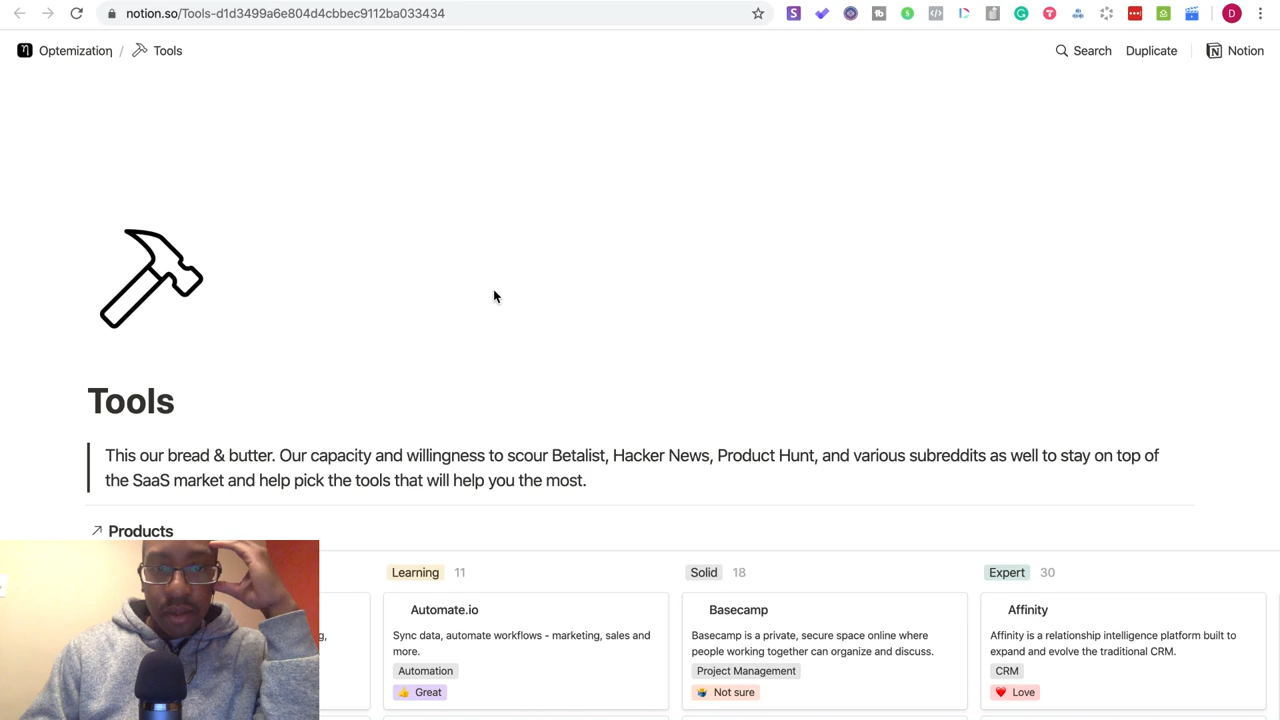 notion.so/Tools-d1d3499a6e804d4cbbec9112ba033434
Optemization / Tools
Search Duplicate Notion
Tools
This our bread & butter. Our capacity and willingness to scour Betalist, Hacker News, Product Hunt, and various subreddits as well to stay on top of
the SaaS market and help pick the tools that will help you the most.
Products
Learning 11
Solid 18
Expert 30
Automate.io
Sync data, automate workflows - marketing, sales and
more.
Automation
Great
Basecamp
Basecamp is a private, secure space online where
people working together can organize and discuss.
Project Management
Not sure
Affinity
Affinity is a relationship intelligence platform built to
expand and evolve the traditional CRM.
CRM
Love